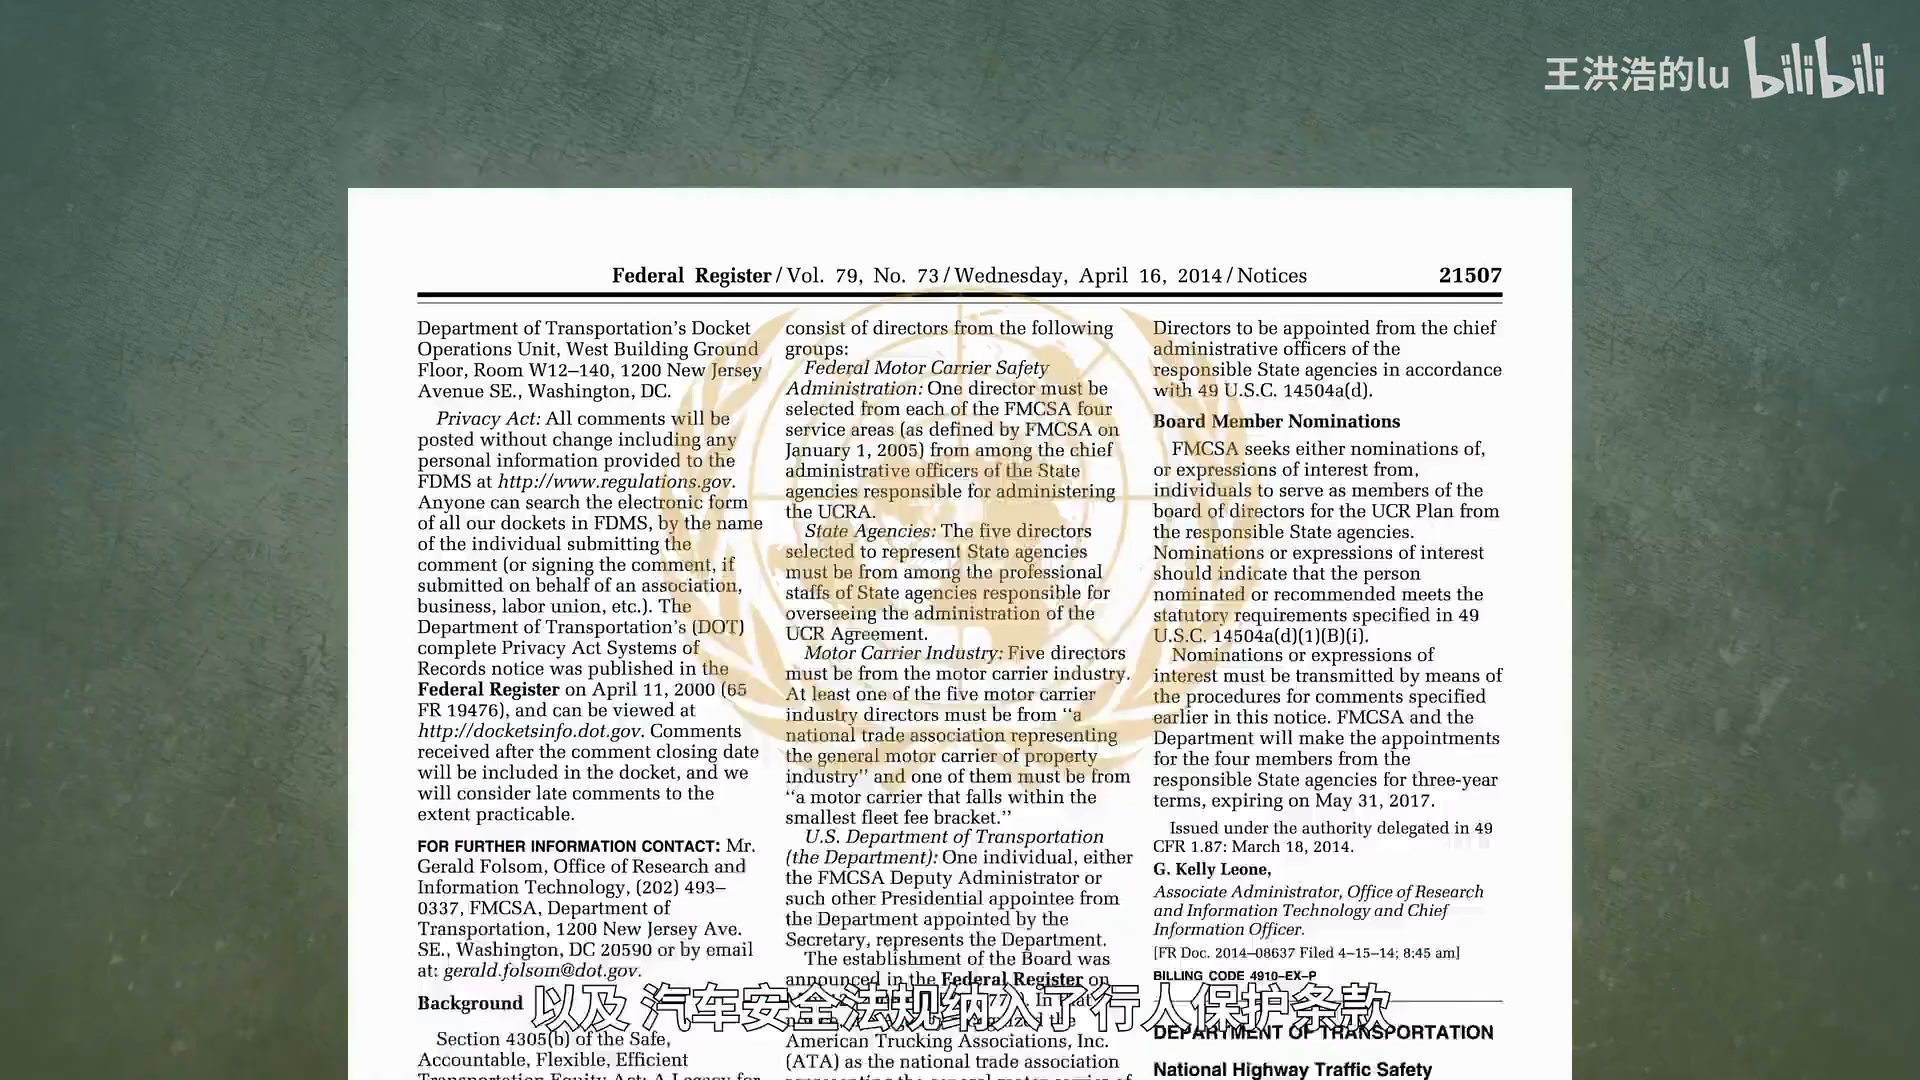 王洪浩的lu bilibili
Federal Register / Vol. 79, No. 73 / Wednesday, April 16, 2014 / Notices 21507
Department of Transportation’s Docket
Operations Unit, West Building Ground
Floor, Room W12–140, 1200 New Jersey
Avenue SE., Washington, DC.
Privacy Act: All comments will be
posted without change including any
personal information provided to the
FDMS at http://www.regulations.gov.
Anyone can search the electronic form
of all our dockets in FDMS, by the name
of the individual submitting the
comment (or signing the comment, if
submitted on behalf of an association,
business, labor union, etc.). The
Department of Transportation’s (DOT)
complete Privacy Act Systems of
Records notice was published in the
Federal Register on April 11, 2000 (65
FR 19476), and can be viewed at
http://docketsinfo.dot.gov. Comments
received after the comment closing date
will be included in the docket, and we
will consider late comments to the
extent practicable.
FOR FURTHER INFORMATION CONTACT: Mr.
Gerald Folsom, Office of Research and
Information Technology, (202) 493–
0337, FMCSA, Department of
Transportation, 1200 New Jersey Ave.
SE., Washington, DC 20590 or by email
at: gerald.folsom@dot.gov.
Background
Section 4305(b) of the Safe,
Accountable, Flexible, Efficient
Transportation Equity Act: A Legacy for
consist of directors from the following
groups:
Federal Motor Carrier Safety
Administration: One director must be
selected from each of the FMCSA four
service areas (as defined by FMCSA on
January 1, 2005) from among the chief
administrative officers of the State
agencies responsible for administering
the UCRA.
State Agencies: The five directors
selected to represent State agencies
must be from among the professional
staffs of State agencies responsible for
overseeing the administration of the
UCR Agreement.
Motor Carrier Industry: Five directors
must be from the motor carrier industry.
At least one of the five motor carrier
industry directors must be from ‘‘a
national trade association representing
the general motor carrier of property
industry’’ and one of them must be from
‘‘a motor carrier that falls within the
smallest fleet fee bracket.’’
U.S. Department of Transportation
(the Department): One individual, either
the FMCSA Deputy Administrator or
such other Presidential appointee from
the Department appointed by the
Secretary, represents the Department.
The establishment of the Board was
announced in the Federal Register on
In that
the
American Trucking Associations, Inc.
(ATA) as the national trade association
Directors to be appointed from the chief
administrative officers of the
responsible State agencies in accordance
with 49 U.S.C. 14504a(d).
Board Member Nominations
FMCSA seeks either nominations of,
or expressions of interest from,
individuals to serve as members of the
board of directors for the UCR Plan from
the responsible State agencies.
Nominations or expressions of interest
should indicate that the person
nominated or recommended meets the
statutory requirements specified in 49
U.S.C. 14504a(d)(1)(B)(i).
Nominations or expressions of
interest must be transmitted by means of
the procedures for comments specified
earlier in this notice. FMCSA and the
Department will make the appointments
for the four members from the
responsible State agencies for three-year
terms, expiring on May 31, 2017.
Issued under the authority delegated in 49
CFR 1.87: March 18, 2014.
G. Kelly Leone,
Associate Administrator, Office of Research
and Information Technology and Chief
Information Officer.
[FR Doc. 2014–08637 Filed 4–15–14; 8:45 am]
BILLING CODE 4910–EX–P
DEPARTMENT OF TRANSPORTATION
National Highway Traffic Safety
以及 汽车安全法规纳入了行人保护条款